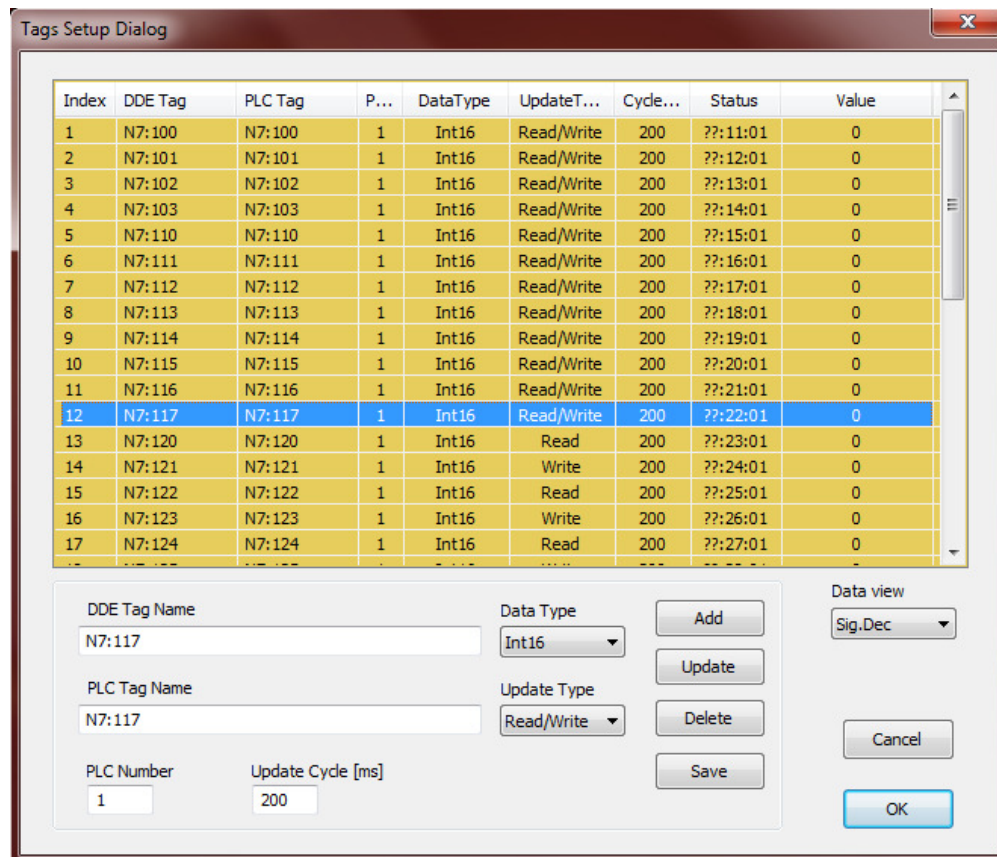 Tags Setup Dialog
Index DDE Tag PLC Tag P... DataType UpdateT... Cycle... Status Value
1 N7:100 N7:100 1 Int16 Read/Write 200 ??:11:01 0
2 N7:101 N7:101 1 Int16 Read/Write 200 ??:12:01 0
3 N7:102 N7:102 1 Int16 Read/Write 200 ??:13:01 0
4 N7:103 N7:103 1 Int16 Read/Write 200 ??:14:01 0
5 N7:110 N7:110 1 Int16 Read/Write 200 ??:15:01 0
6 N7:111 N7:111 1 Int16 Read/Write 200 ??:16:01 0
7 N7:112 N7:112 1 Int16 Read/Write 200 ??:17:01 0
8 N7:113 N7:113 1 Int16 Read/Write 200 ??:18:01 0
9 N7:114 N7:114 1 Int16 Read/Write 200 ??:19:01 0
10 N7:115 N7:115 1 Int16 Read/Write 200 ??:20:01 0
11 N7:116 N7:116 1 Int16 Read/Write 200 ??:21:01 0
12 N7:117 N7:117 1 Int16 Read/Write 200 ??:22:01 0
13 N7:120 N7:120 1 Int16 Read 200 ??:23:01 0
14 N7:121 N7:121 1 Int16 Write 200 ??:24:01 0
15 N7:122 N7:122 1 Int16 Read 200 ??:25:01 0
16 N7:123 N7:123 1 Int16 Write 200 ??:26:01 0
17 N7:124 N7:124 1 Int16 Read 200 ??:27:01 0
DDE Tag Name
N7:117
Data Type
Int16
Add
Data view
Sig.Dec
Update
PLC Tag Name
N7:117
Update Type
Read/Write
Delete
Cancel
PLC Number
1
Update Cycle [ms]
200
Save
OK